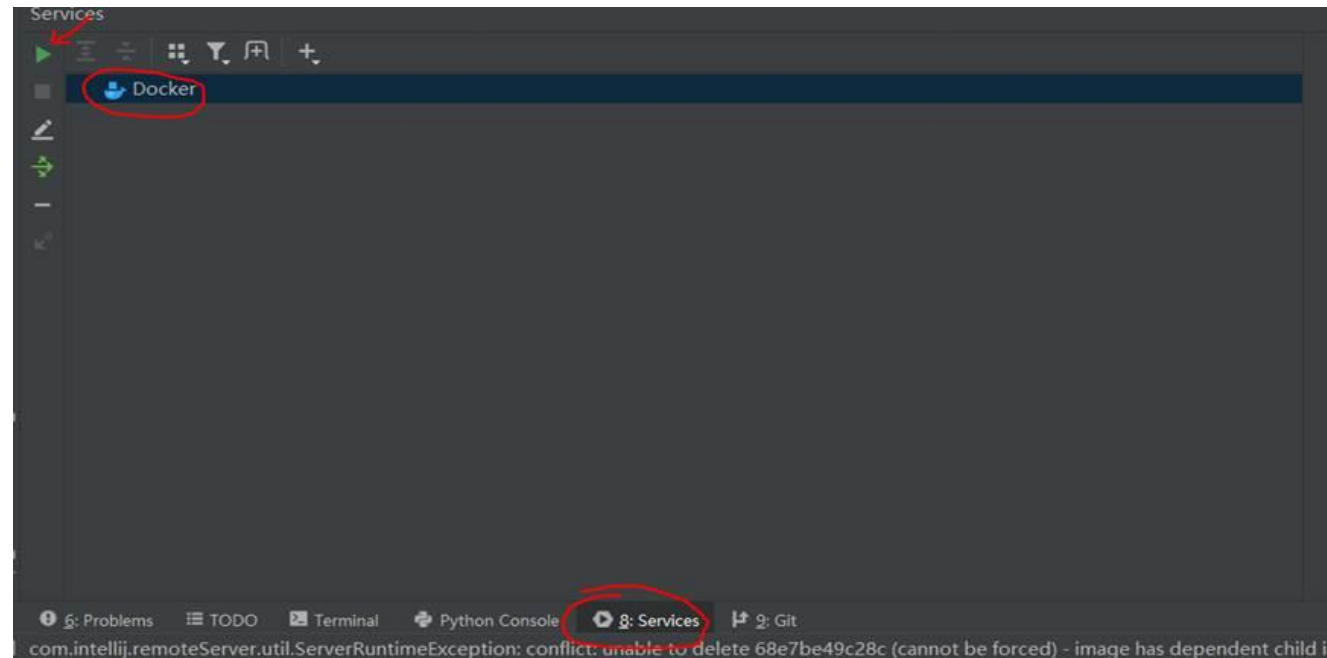 Services
Docker
6: Problems TODO Terminal Python Console 8: Services 9: Git
com.intellij.remoteServer.util.ServerRuntimeException: conflict: unable to delete 68e7be49c28c (cannot be forced) - image has dependent child i